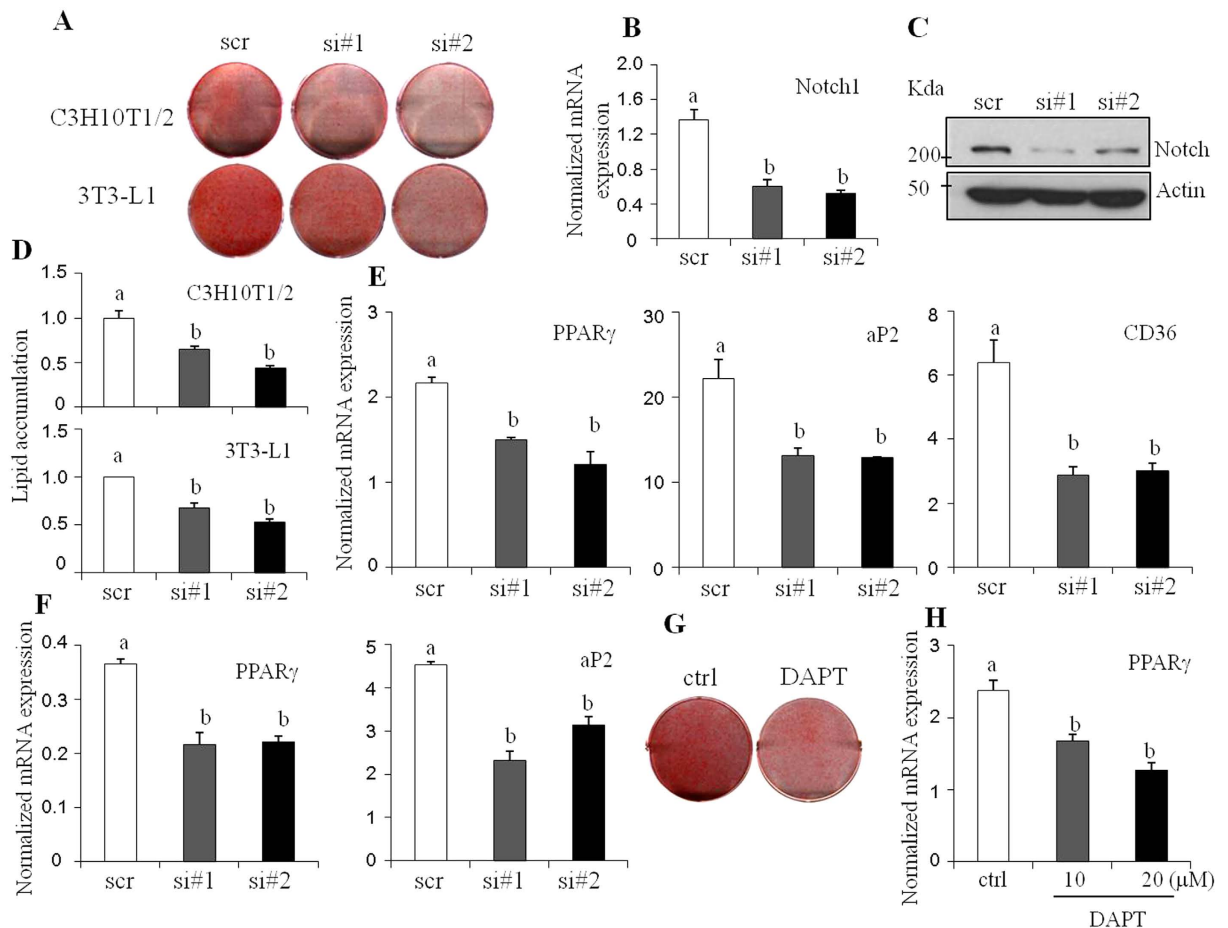 A
scr si#1 si#2
C3H10T1/2
3T3-L1
B
Normalized mRNA expression
2.0
1.6
1.2
0.8
0.4
0
Notch1
a
b
b
scr si#1 si#2
C
Kda scr si#1 si#2
200 Notch
50 Actin
D
Lipid accumulation
1.5
1.0
0.5
0
C3H10T1/2
a
b
b
1.5
1.0
0.5
0
3T3-L1
a
b
b
scr si#1 si#2
E
Normalized mRNA expression
3
2
1
0
PPARγ
a
b
b
scr si#1 si#2
30
20
10
0
aP2
a
b
b
scr si#1 si#2
8
6
4
2
0
CD36
a
b
b
scr si#1 si#2
F
Normalized mRNA expression
0.4
0.3
0.2
0.1
0
PPARγ
a
b
b
scr si#1 si#2
5
4
3
2
1
0
aP2
a
b
b
scr si#1 si#2
G
ctrl DAPT
H
Normalized mRNA expression
3
2
1
0
PPARγ
a
b
b
ctrl 10 20 (μM)
DAPT